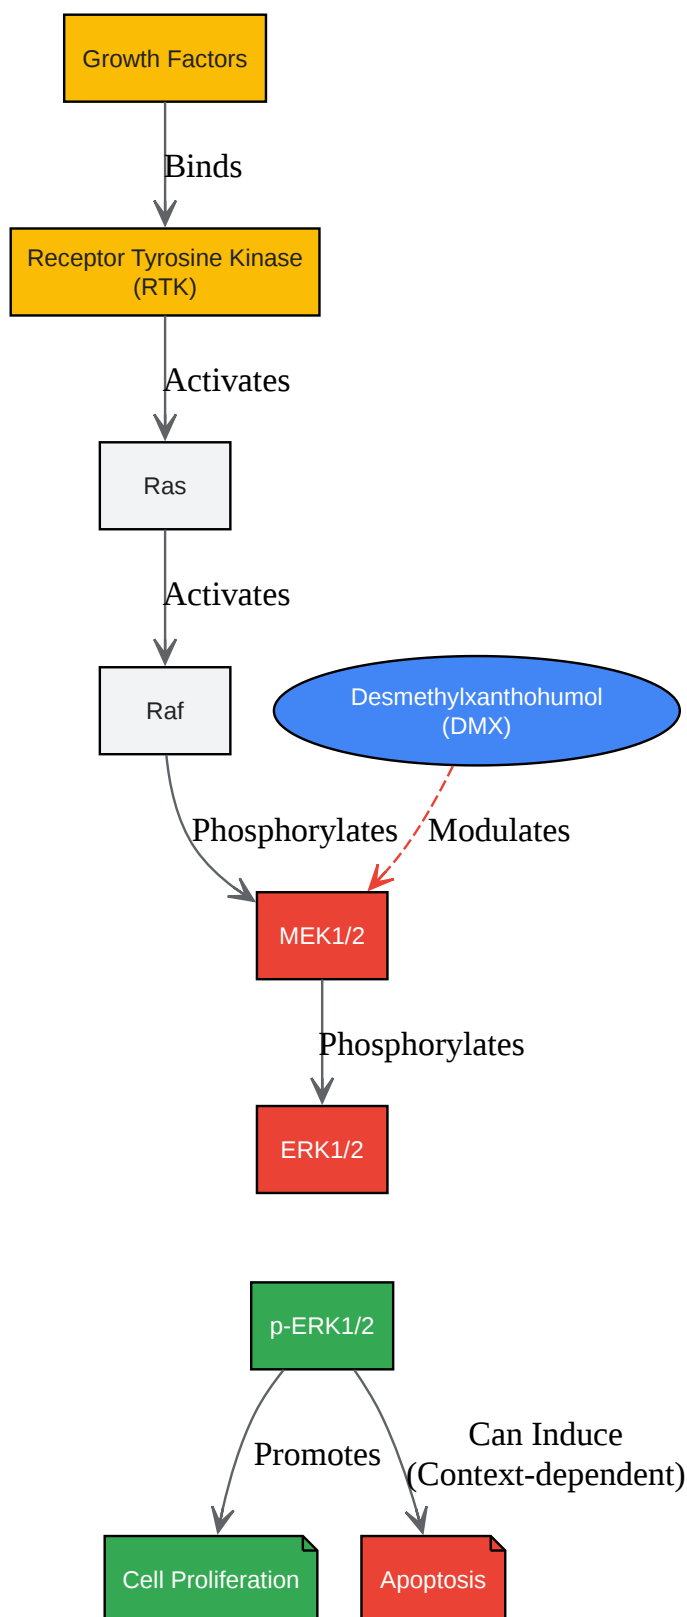 Growth Factors
Binds
Receptor Tyrosine Kinase
(RTK)
Activates
Ras
Activates
Raf
Desmethylxanthohumol
(DMX)
Phosphorylates
Modulates
MEK1/2
Phosphorylates
ERK1/2
p-ERK1/2
Promotes
Can Induce
(Context-dependent)
Cell Proliferation
Apoptosis